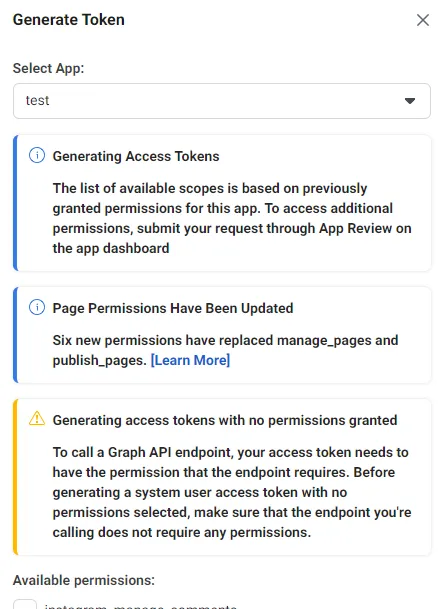 Generate Token
Select App:
test
Generating Access Tokens
The list of available scopes is based on previously
granted permissions for this app. To access additional
permissions, submit your request through App Review on
the app dashboard
Page Permissions Have Been Updated
Six new permissions have replaced manage_pages and
publish_pages. [Learn More]
Generating access tokens with no permissions granted
To call a Graph API endpoint, your access token needs to
have the permission that the endpoint requires. Before
generating a system user access token with no
permissions selected, make sure that the endpoint you're
calling does not require any permissions.
Available permissions:
instagram_manage_comments